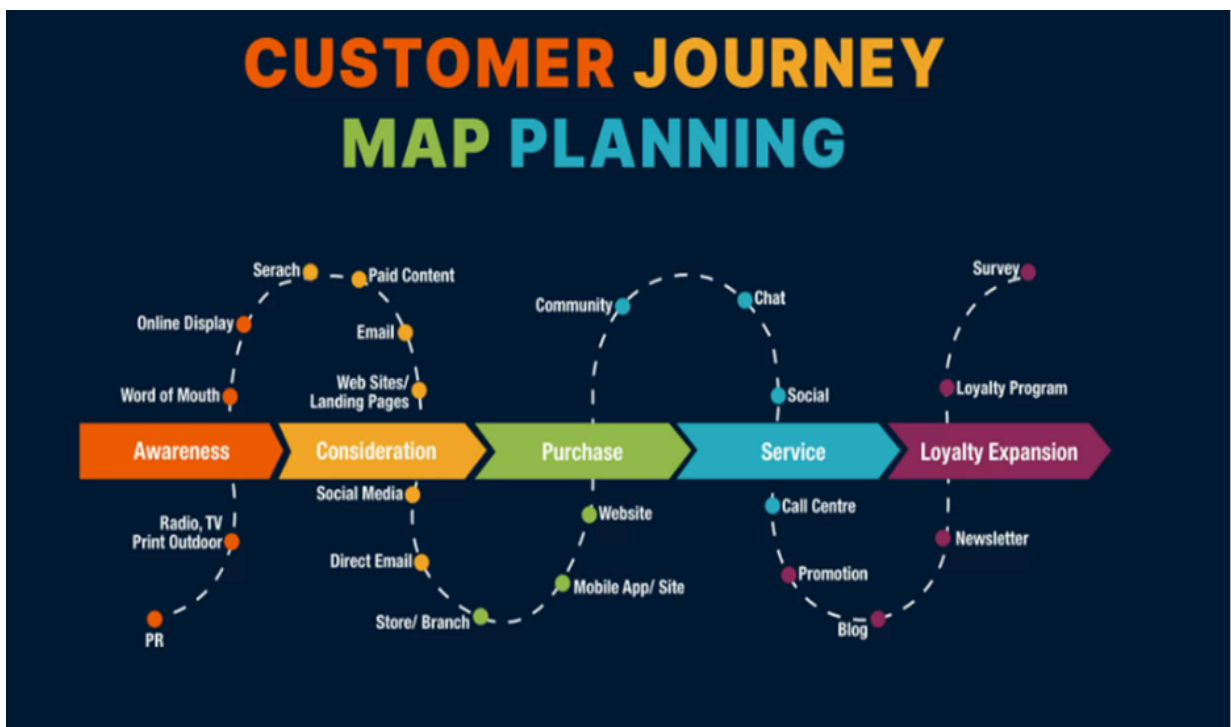 CUSTOMER JOURNEY
MAP PLANNING
Serach
Paid Content
Survey
Community
Chat
Online Display
Email
Web Sites/
Landing Pages
Word of Mouth
Social
Loyalty Program
Awareness
Consideration
Purchase
Service
Loyalty Expansion
Social Media
Website
Call Centre
Radio, TV
Print Outdoor
Newsletter
Direct Email
Mobile App/ Site
Promotion
Store/ Branch
Blog
PR